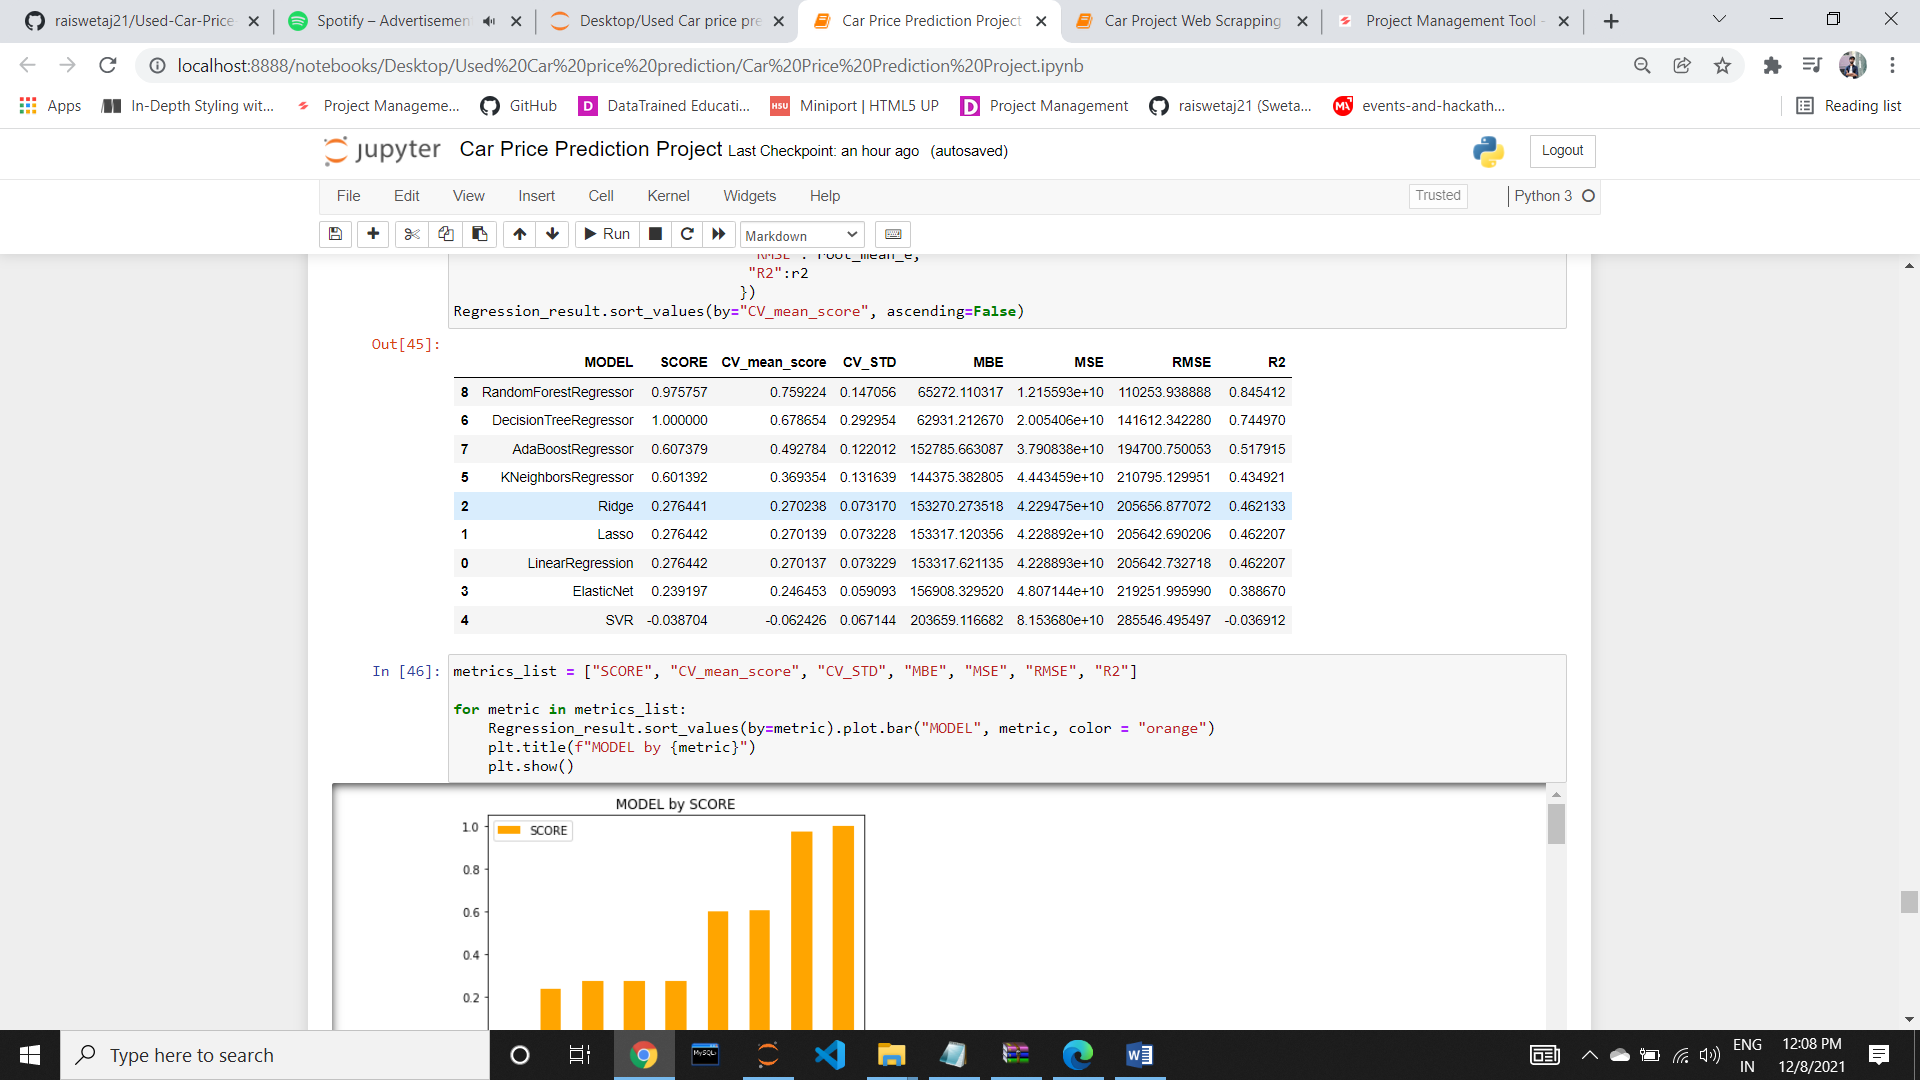 raiswetaj21/Used-Car-Price
Spotify – Advertisemen
Desktop/Used Car price pre
Car Price Prediction Project
Car Project Web Scrapping
Project Management Tool -
localhost:8888/notebooks/Desktop/Used%20Car%20price%20prediction/Car%20Price%20Prediction%20Project.ipynb
Apps In-Depth Styling wit... Project Manageme... GitHub D DataTrained Educati... HSU Miniport | HTML5 UP D Project Management raiswetaj21 (Sweta... events-and-hackath... Reading list
jupyter Car Price Prediction Project Last Checkpoint: an hour ago (autosaved) Logout
File Edit View Insert Cell Kernel Widgets Help Trusted Python 3
Run Markdown
"RMSE": root_mean_e,
"R2":r2
})
Regression_result.sort_values(by="CV_mean_score", ascending=False)
Out[45]:
MODEL SCORE CV_mean_score CV_STD MBE MSE RMSE R2
8 RandomForestRegressor 0.975757 0.759224 0.147056 65272.110317 1.215593e+10 110253.938888 0.845412
6 DecisionTreeRegressor 1.000000 0.678654 0.292954 62931.212670 2.005406e+10 141612.342280 0.744970
7 AdaBoostRegressor 0.607379 0.492784 0.122012 152785.663087 3.790838e+10 194700.750053 0.517915
5 KNeighborsRegressor 0.601392 0.369354 0.131639 144375.382805 4.443459e+10 210795.129951 0.434921
2 Ridge 0.276441 0.270238 0.073170 153270.273518 4.229475e+10 205656.877072 0.462133
1 Lasso 0.276442 0.270139 0.073228 153317.120356 4.228892e+10 205642.690206 0.462207
0 LinearRegression 0.276442 0.270137 0.073229 153317.621135 4.228893e+10 205642.732718 0.462207
3 ElasticNet 0.239197 0.246453 0.059093 156908.329520 4.807144e+10 219251.995990 0.388670
4 SVR -0.038704 -0.062426 0.067144 203659.116682 8.153680e+10 285546.495497 -0.036912
In [46]: metrics_list = ["SCORE", "CV_mean_score", "CV_STD", "MBE", "MSE", "RMSE", "R2"]
for metric in metrics_list:
Regression_result.sort_values(by=metric).plot.bar("MODEL", metric, color = "orange")
plt.title(f"MODEL by {metric}")
plt.show()
MODEL by SCORE
SCORE
1.0
0.8
0.6
0.4
0.2
Type here to search
MySQL
ENG
IN
12:08 PM
12/8/2021